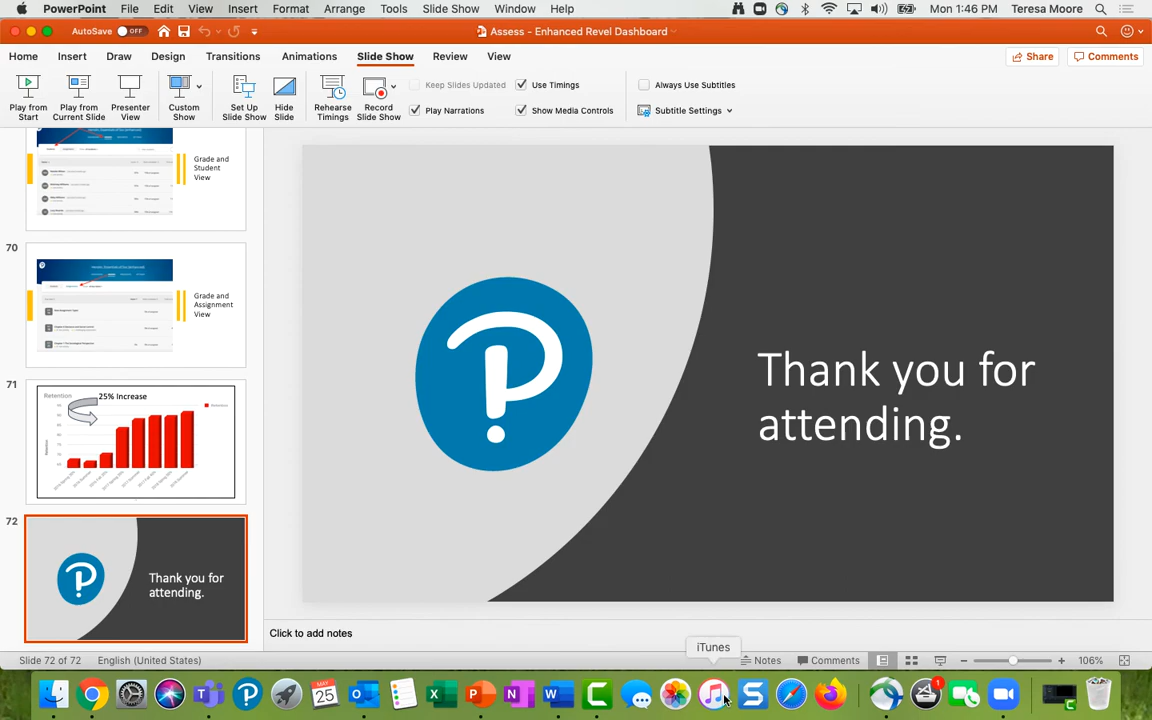 PowerPoint File Edit View Insert Format Arrange Tools Slide Show Window Help Mon 1:46 PM Teresa Moore
AutoSave OFF Assess - Enhanced Revel Dashboard
Home Insert Draw Design Transitions Animations Slide Show Review View Share Comments
Play from Start
Play from Current Slide
Presenter View
Custom Show
Set Up Slide Show
Hide Slide
Rehearse Timings
Record Slide Show
Keep Slides Updated
Use Timings
Play Narrations
Show Media Controls
Always Use Subtitles
Subtitle Settings
Grade and
Student
View
70
Grade and
Assignment
View
71
Retention
25% Increase
72
Thank you for
attending.
Thank you for
attending.
Click to add notes
iTunes
Slide 72 of 72 English (United States) Notes Comments 106%
MAY
25
1